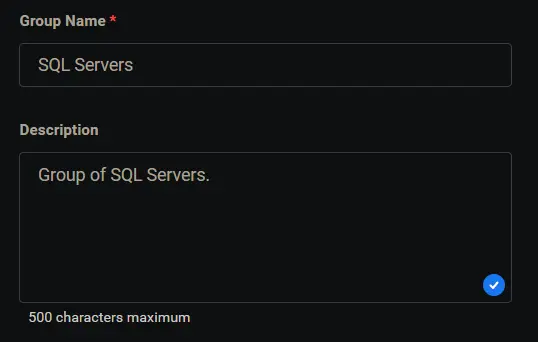 Group Name *
SQL Servers
Description
Group of SQL Servers.
500 characters maximum